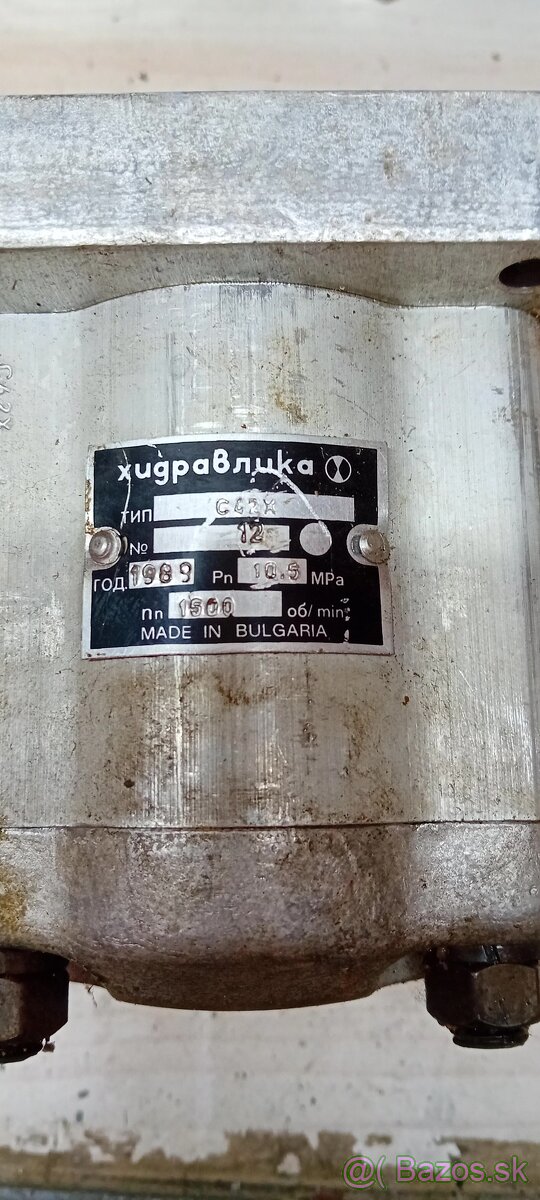 хидравлика
тип C42X
№ 12
год. 1989 Pn 10.5 MPa
nn 1500 об/min
MADE IN BULGARIA
Bazos.sk